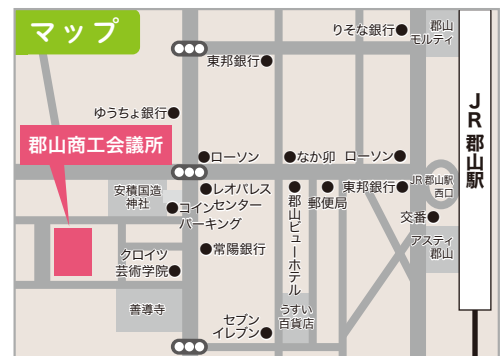 マップ
りそな銀行
郡山
モルティ
東邦銀行
JR郡山駅
ゆうちょ銀行
郡山商工会議所
ローソン
なか卯
ローソン
安積国造
神社
レオパレス
センター
郡山ビューホテル
郵便局
東邦銀行
JR郡山駅
西口
コイン
パーキング
交番
クロイツ
芸術学院
常陽銀行
アスティ
郡山
善導寺
セブン
イレブン
うすい
百貨店